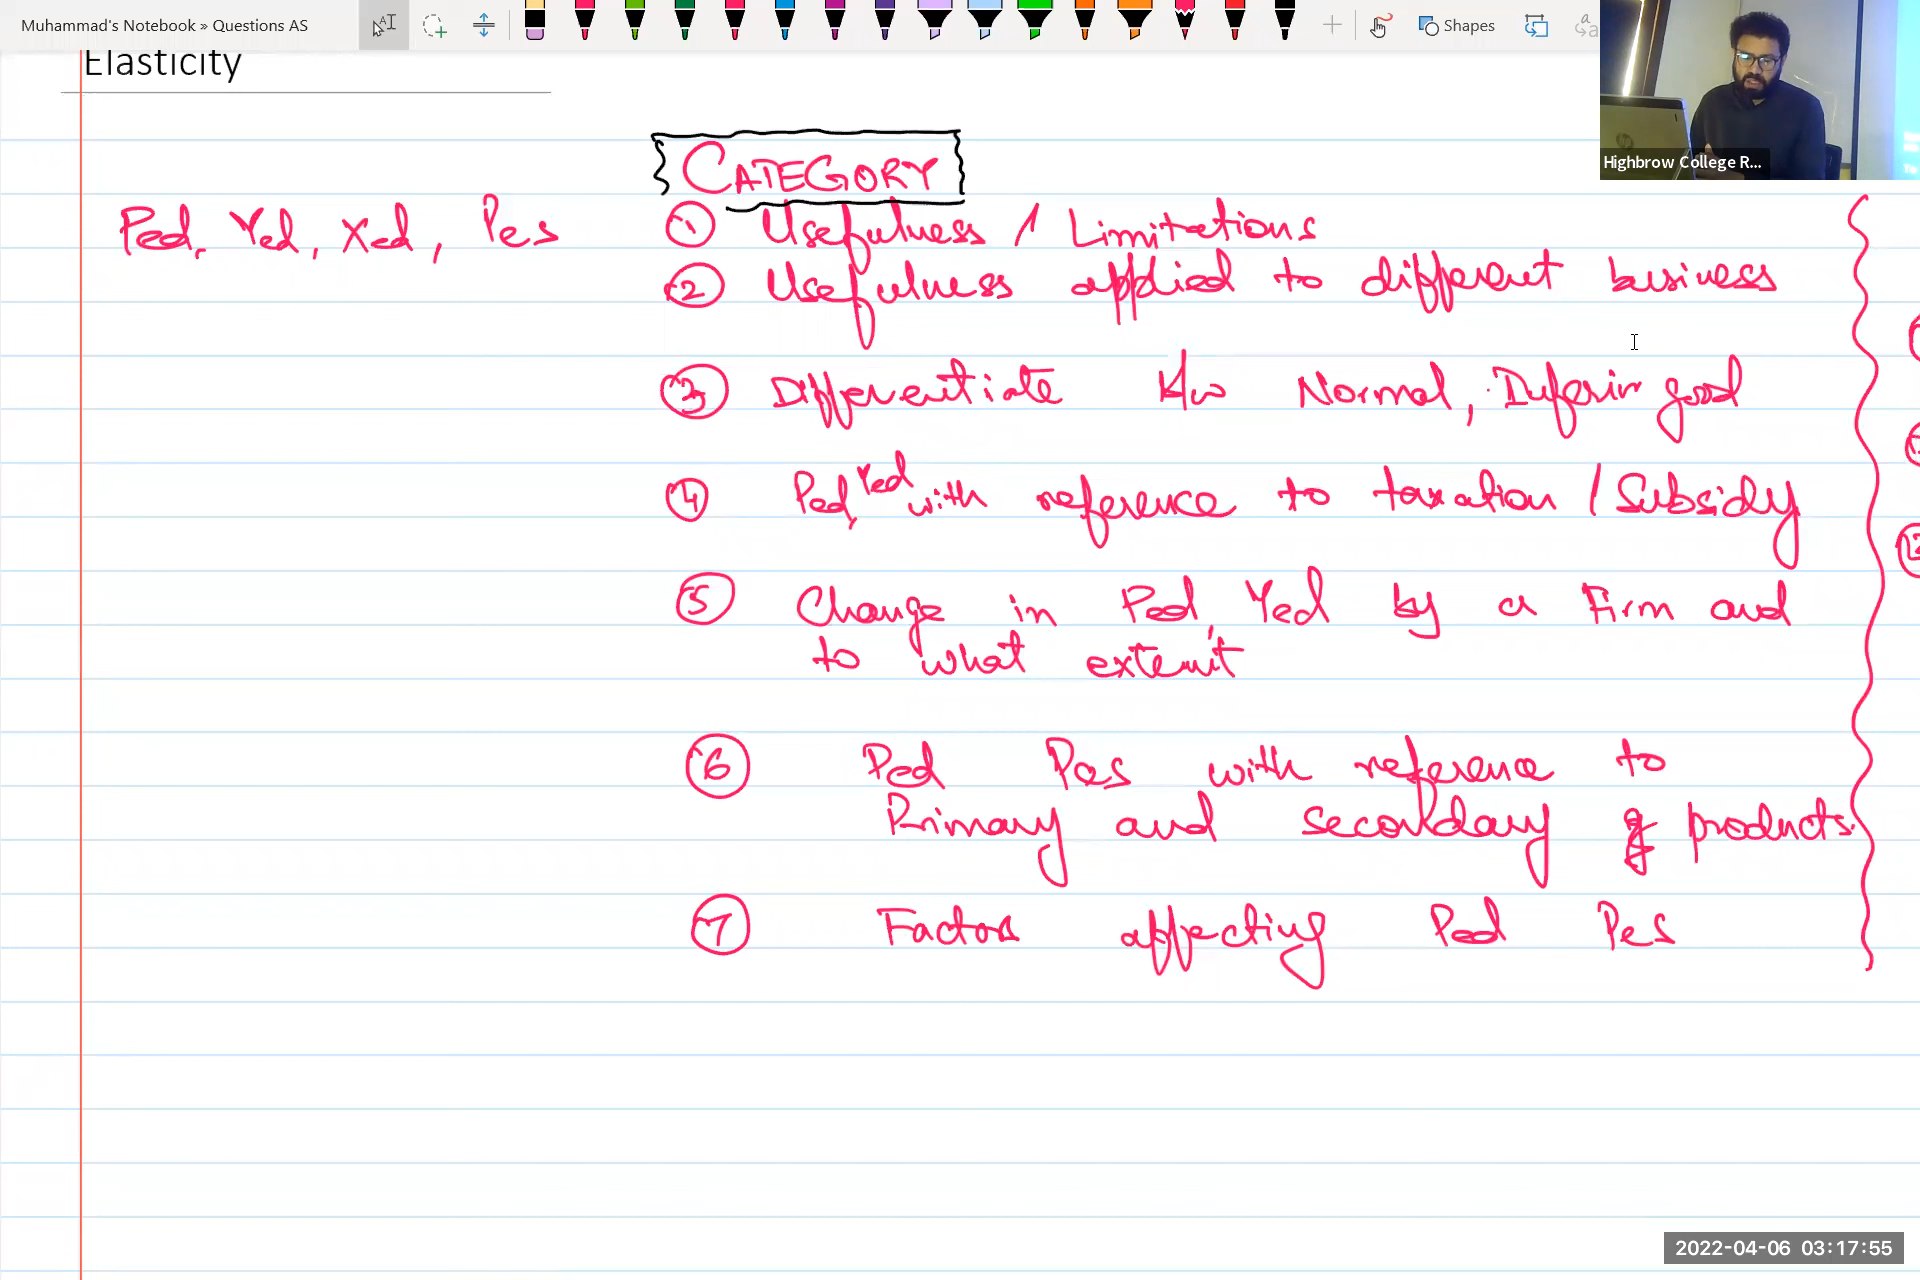 Muhammad's Notebook » Questions AS
Shapes
Elasticity
Highbrow College R...
CATEGORY
Ped, Yed, Xed, Pes
1 Usefulness / Limitations
2 Usefulness applied to different business
3 Differentiate b/w Normal, Inferior good
4 Ped, Yed with reference to taxation / Subsidy
5 Change in Ped, Yed by a Firm and
to what extent
6 Ped Pes with reference to
Primary and secondary products.
7 Factors affecting Ped Pes
2022-04-06 03:17:55